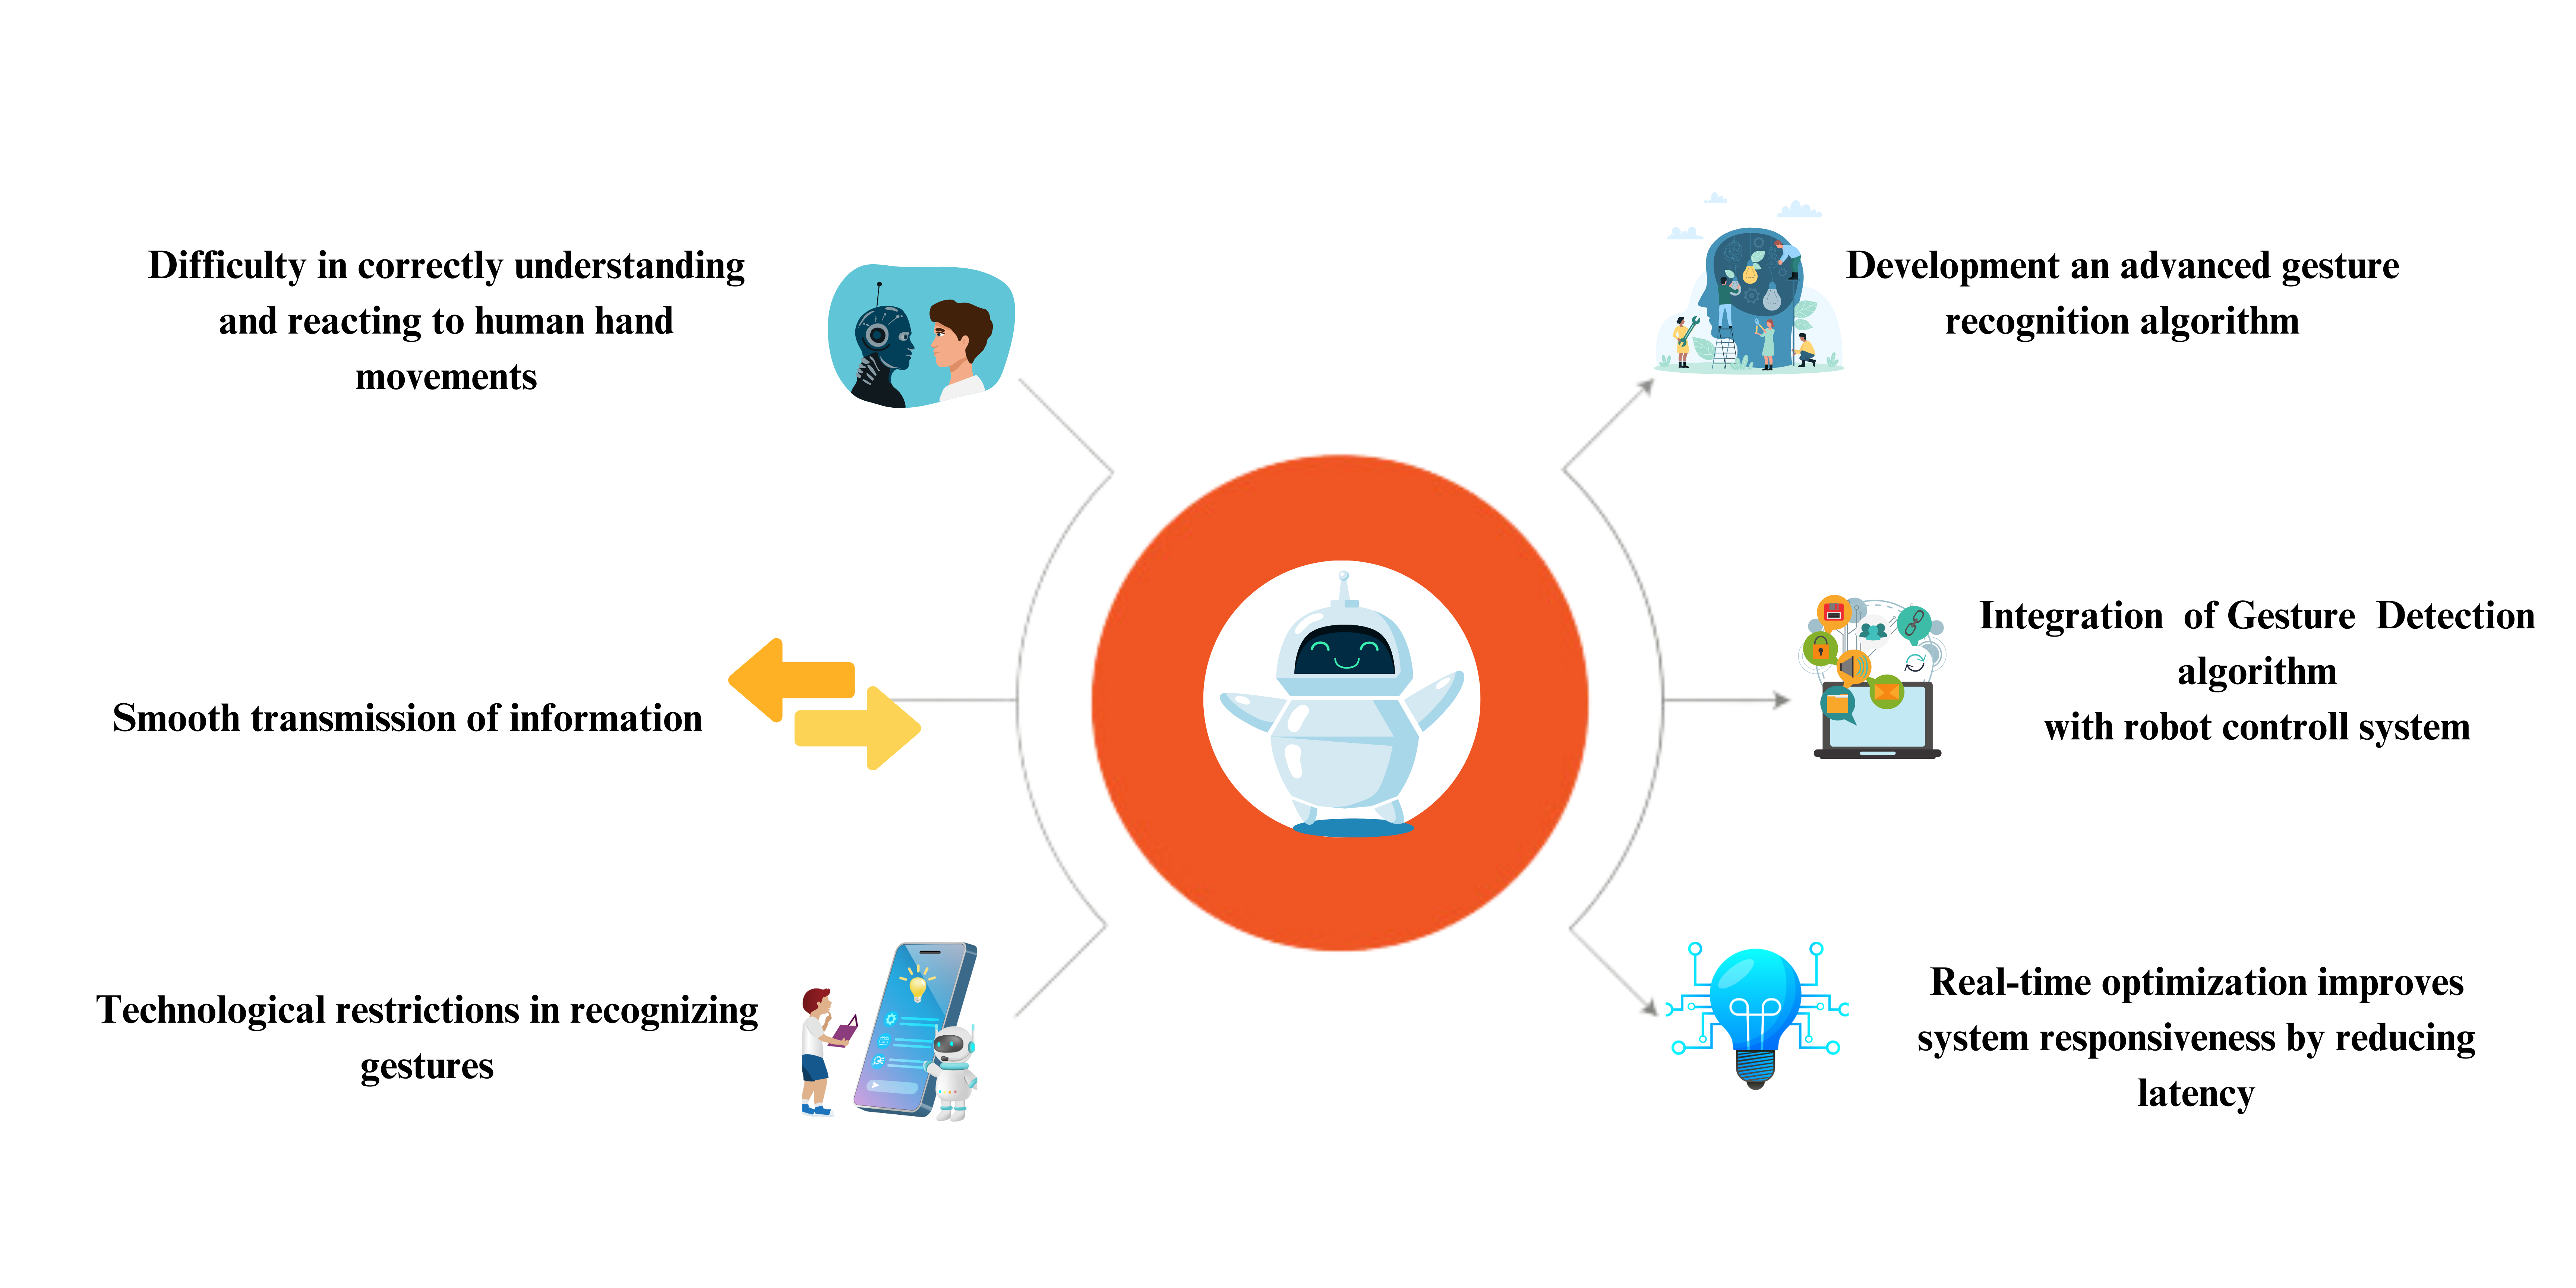 Difficulty in correctly understanding
and reacting to human hand
movements
Smooth transmission of information
Technological restrictions in recognizing
gestures
Development an advanced gesture
recognition algorithm
Integration of Gesture Detection
algorithm
with robot controll system
Real-time optimization improves
system responsiveness by reducing
latency